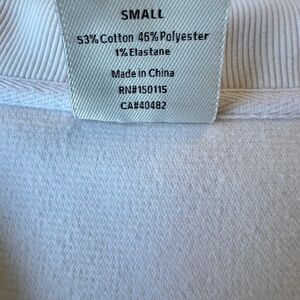 SMALL
53% Cotton 46% Polyester
1% Elastane
Made in China
RN#150115
CA#40482